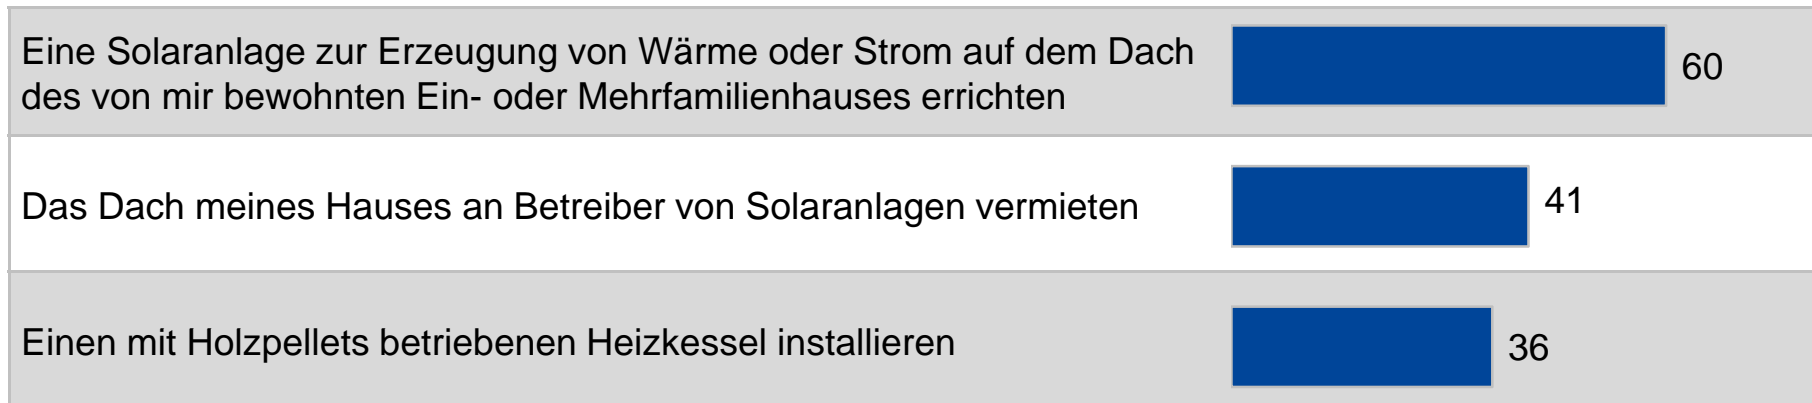 Eine Solaranlage zur Erzeugung von Wärme oder Strom auf dem Dach
des von mir bewohnten Ein- oder Mehrfamilienhauses errichten
60
Das Dach meines Hauses an Betreiber von Solaranlagen vermieten
41
Einen mit Holzpellets betriebenen Heizkessel installieren
36